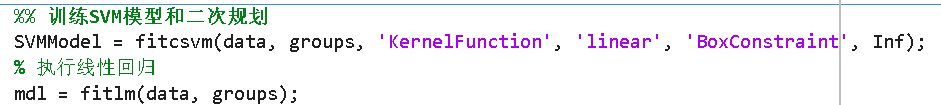 %% 训练SVM模型和二次规划
SVMModel = fitcsvm(data, groups, 'KernelFunction', 'linear', 'BoxConstraint', Inf);
% 执行线性回归
mdl = fitlm(data, groups);